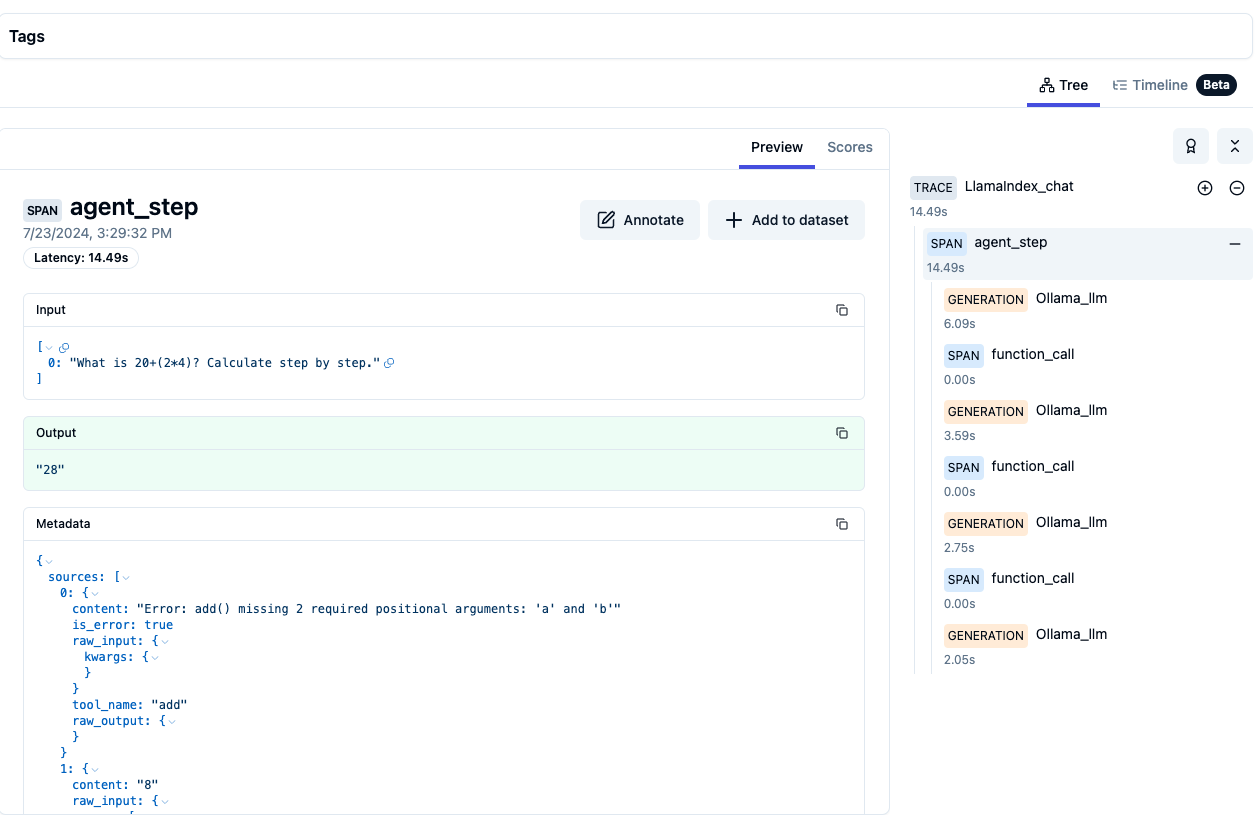 Tags
Tree
Timeline
Beta
Preview
Scores
SPAN agent_step
7/23/2024, 3:29:32 PM
Latency: 14.49s
Annotate
Add to dataset
Input
[
0: "What is 20+(2*4)? Calculate step by step."
]
Output
"28"
Metadata
{
sources: [
0: {
content: "Error: add() missing 2 required positional arguments: 'a' and 'b'"
is_error: true
raw_input: {
kwargs: {
}
}
tool_name: "add"
raw_output: {
}
}
1: {
content: "8"
raw_input: {
TRACE LlamaIndex_chat
14.49s
SPAN agent_step
14.49s
GENERATION Ollama_llm
6.09s
SPAN function_call
0.00s
GENERATION Ollama_llm
3.59s
SPAN function_call
0.00s
GENERATION Ollama_llm
2.75s
SPAN function_call
0.00s
GENERATION Ollama_llm
2.05s